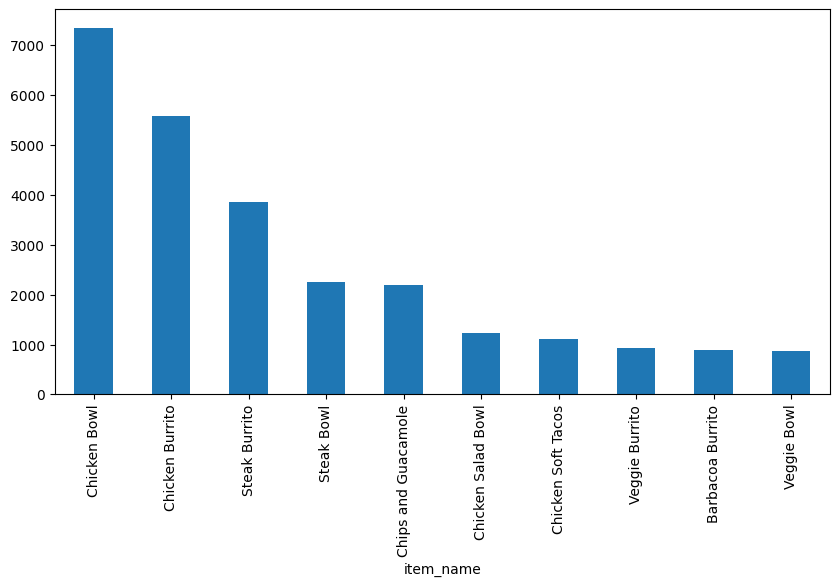 7000
6000
5000
4000
3000
2000
1000
0
Chicken Bowl
Chicken Burrito
Steak Burrito
Steak Bowl
Chips and Guacamole
Chicken Salad Bowl
Chicken Soft Tacos
Veggie Burrito
Barbacoa Burrito
Veggie Bowl
item_name